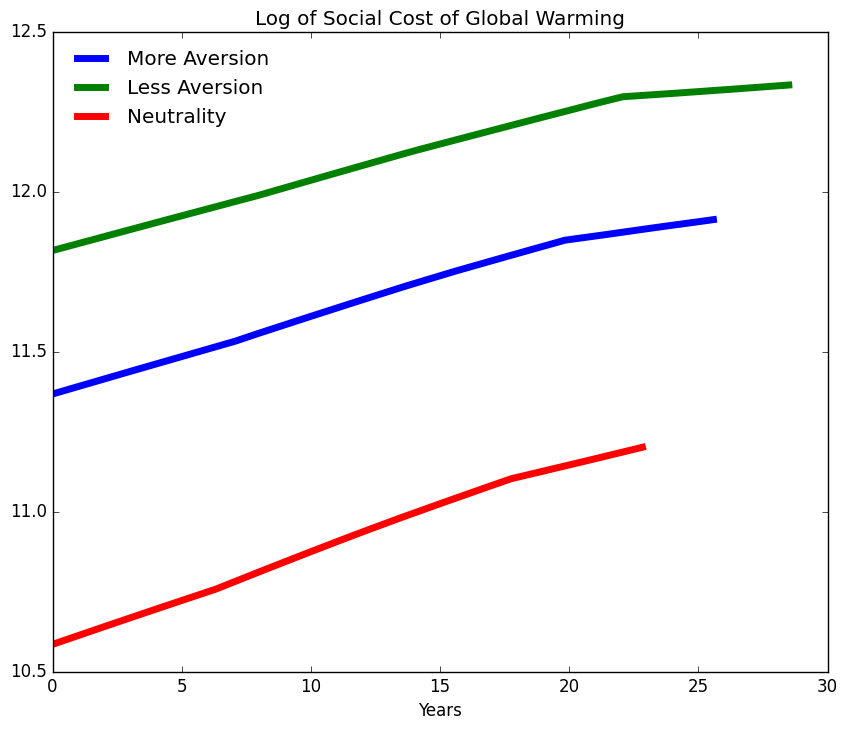 Log of Social Cost of Global Warming
12.5
12.0
11.5
11.0
10.5
More Aversion
Less Aversion
Neutrality
0 5 10 15 20 25 30
Years